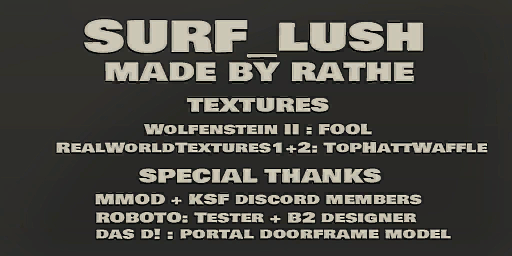 SURF_LUSH
MADE BY RATHE
TEXTURES
WOLFENSTEIN II : FOOL
REALWORLDTEXTURES1+2: TOPHATTWAFFLE
SPECIAL THANKS
MMOD + KSF DISCORD MEMBERS
ROBOTO: TESTER + B2 DESIGNER
DAS D! : PORTAL DOORFRAME MODEL